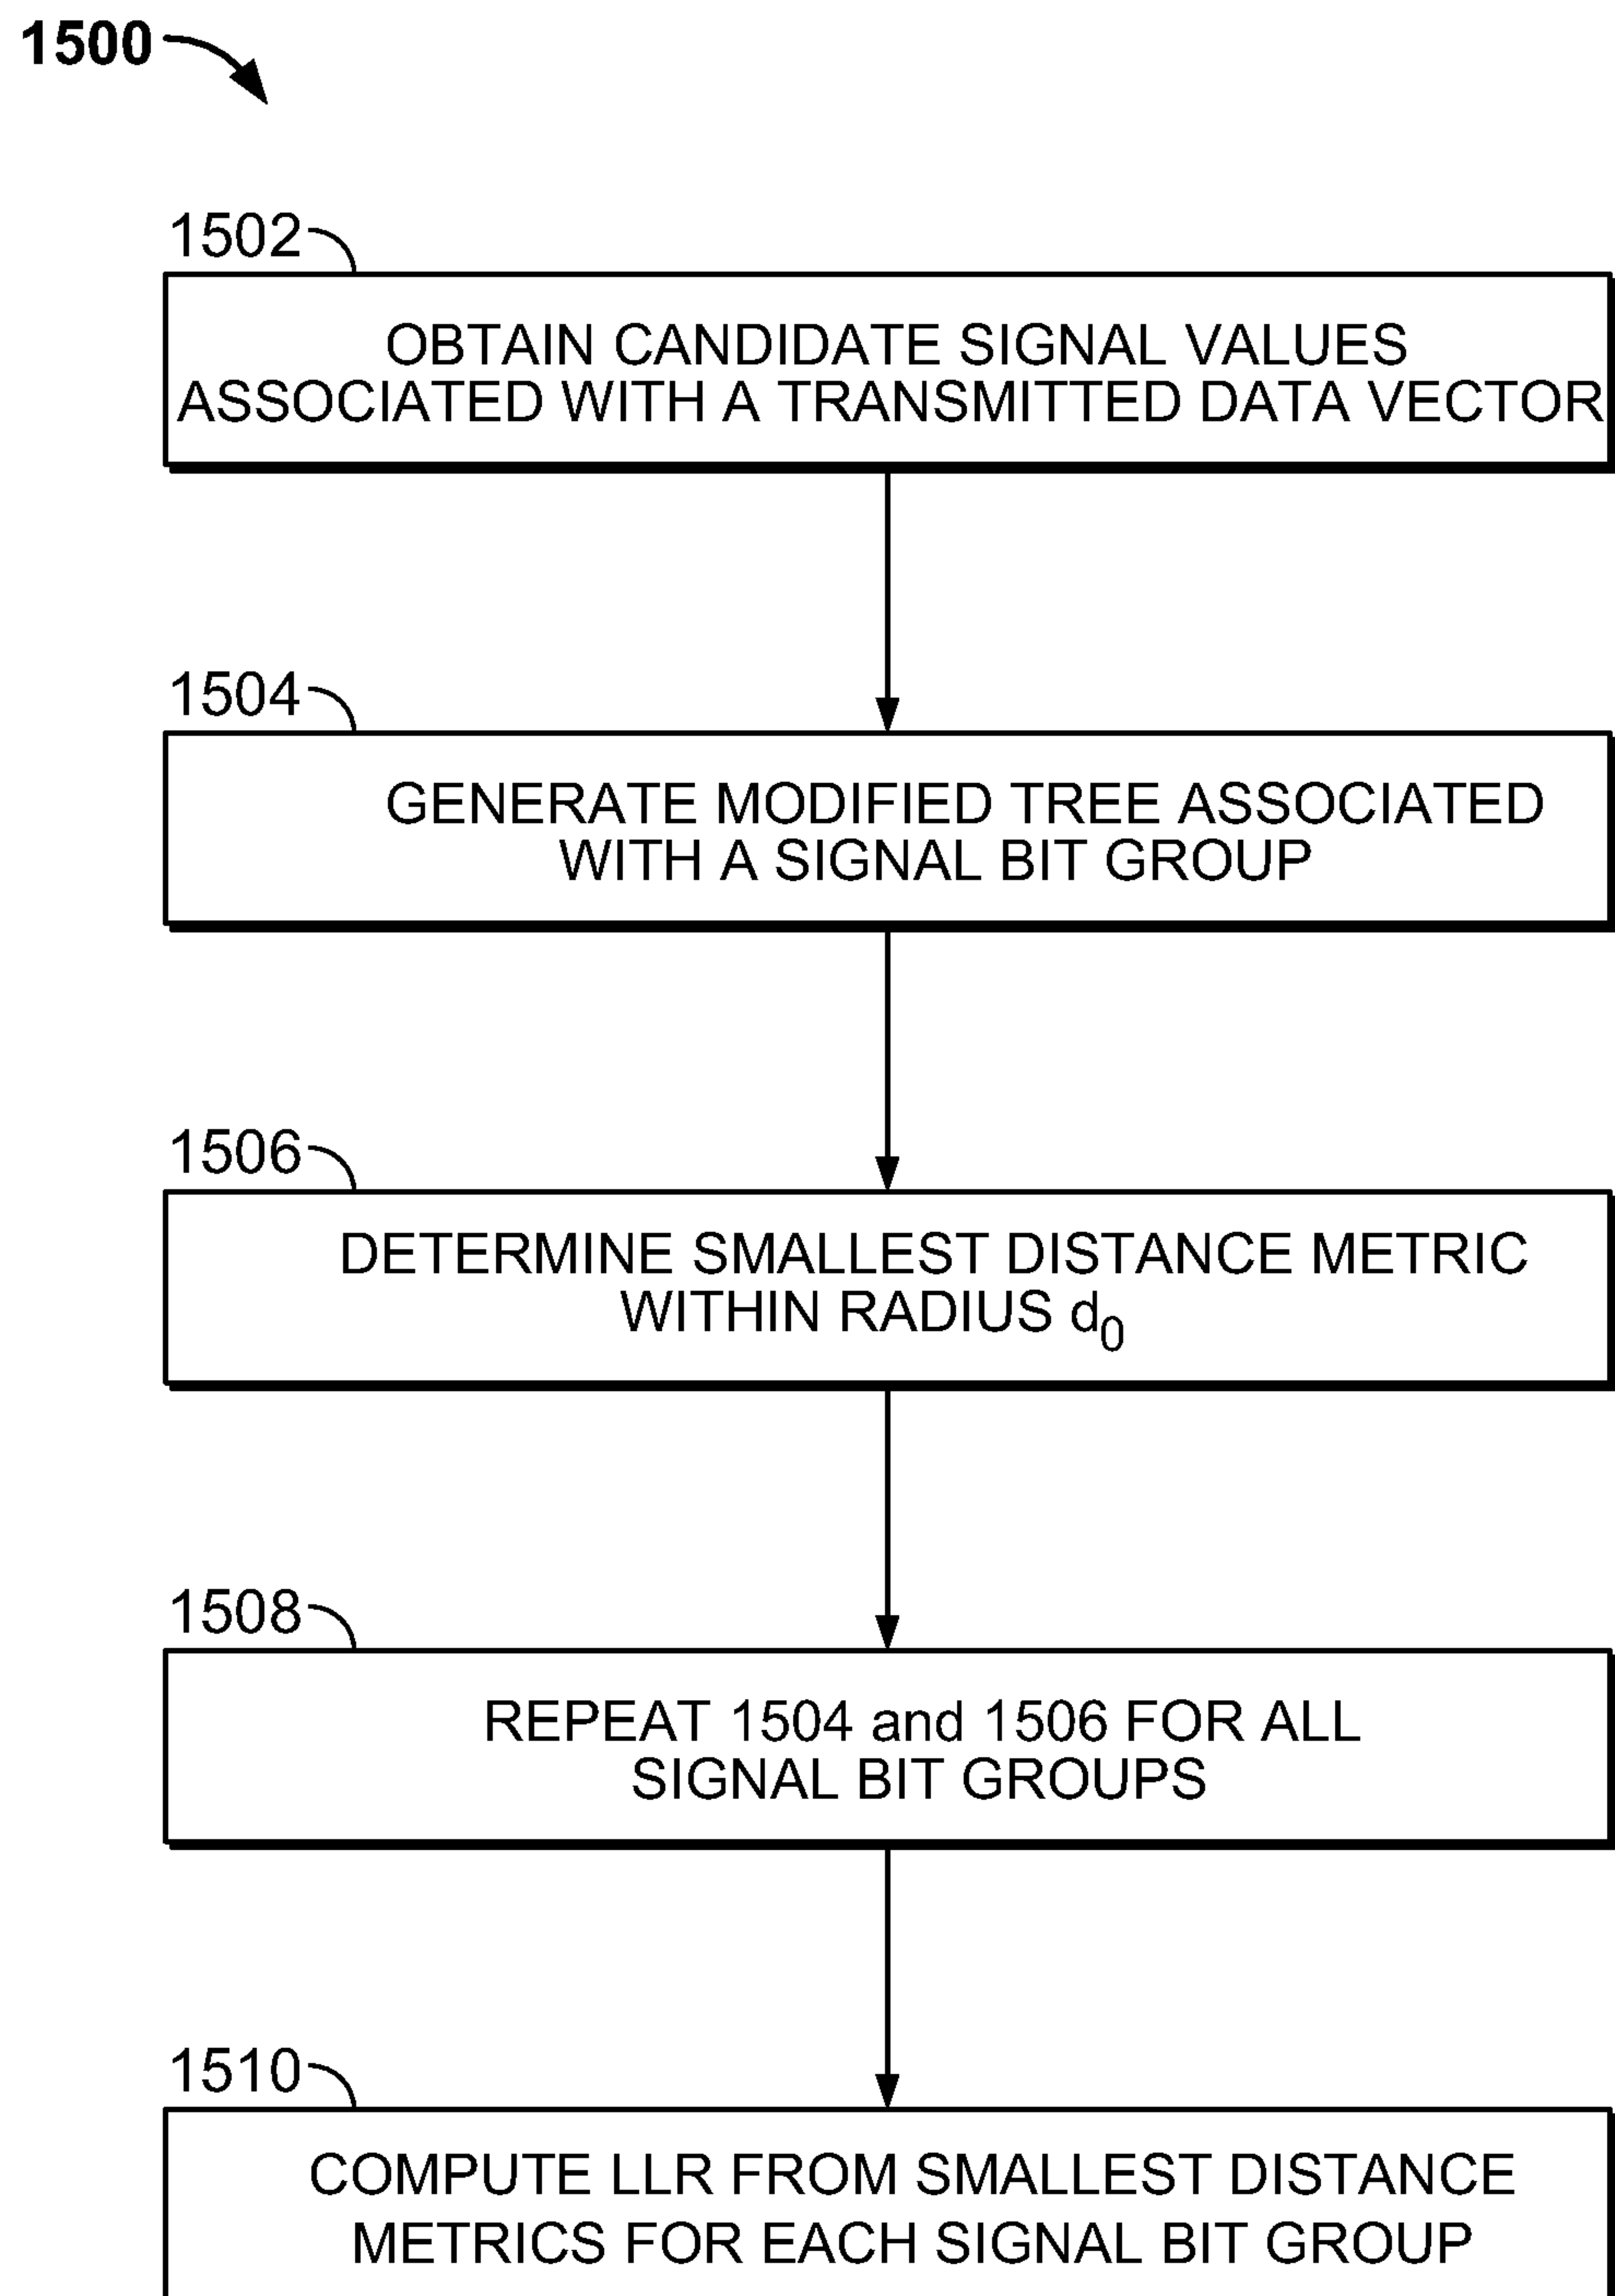 1500
1502
OBTAIN CANDIDATE SIGNAL VALUES
ASSOCIATED WITH A TRANSMITTED DATA VECTOR
1504
GENERATE MODIFIED TREE ASSOCIATED
WITH A SIGNAL BIT GROUP
1506
DETERMINE SMALLEST DISTANCE METRIC
WITHIN RADIUS d0
1508
REPEAT 1504 and 1506 FOR ALL
SIGNAL BIT GROUPS
1510
COMPUTE LLR FROM SMALLEST DISTANCE
METRICS FOR EACH SIGNAL BIT GROUP